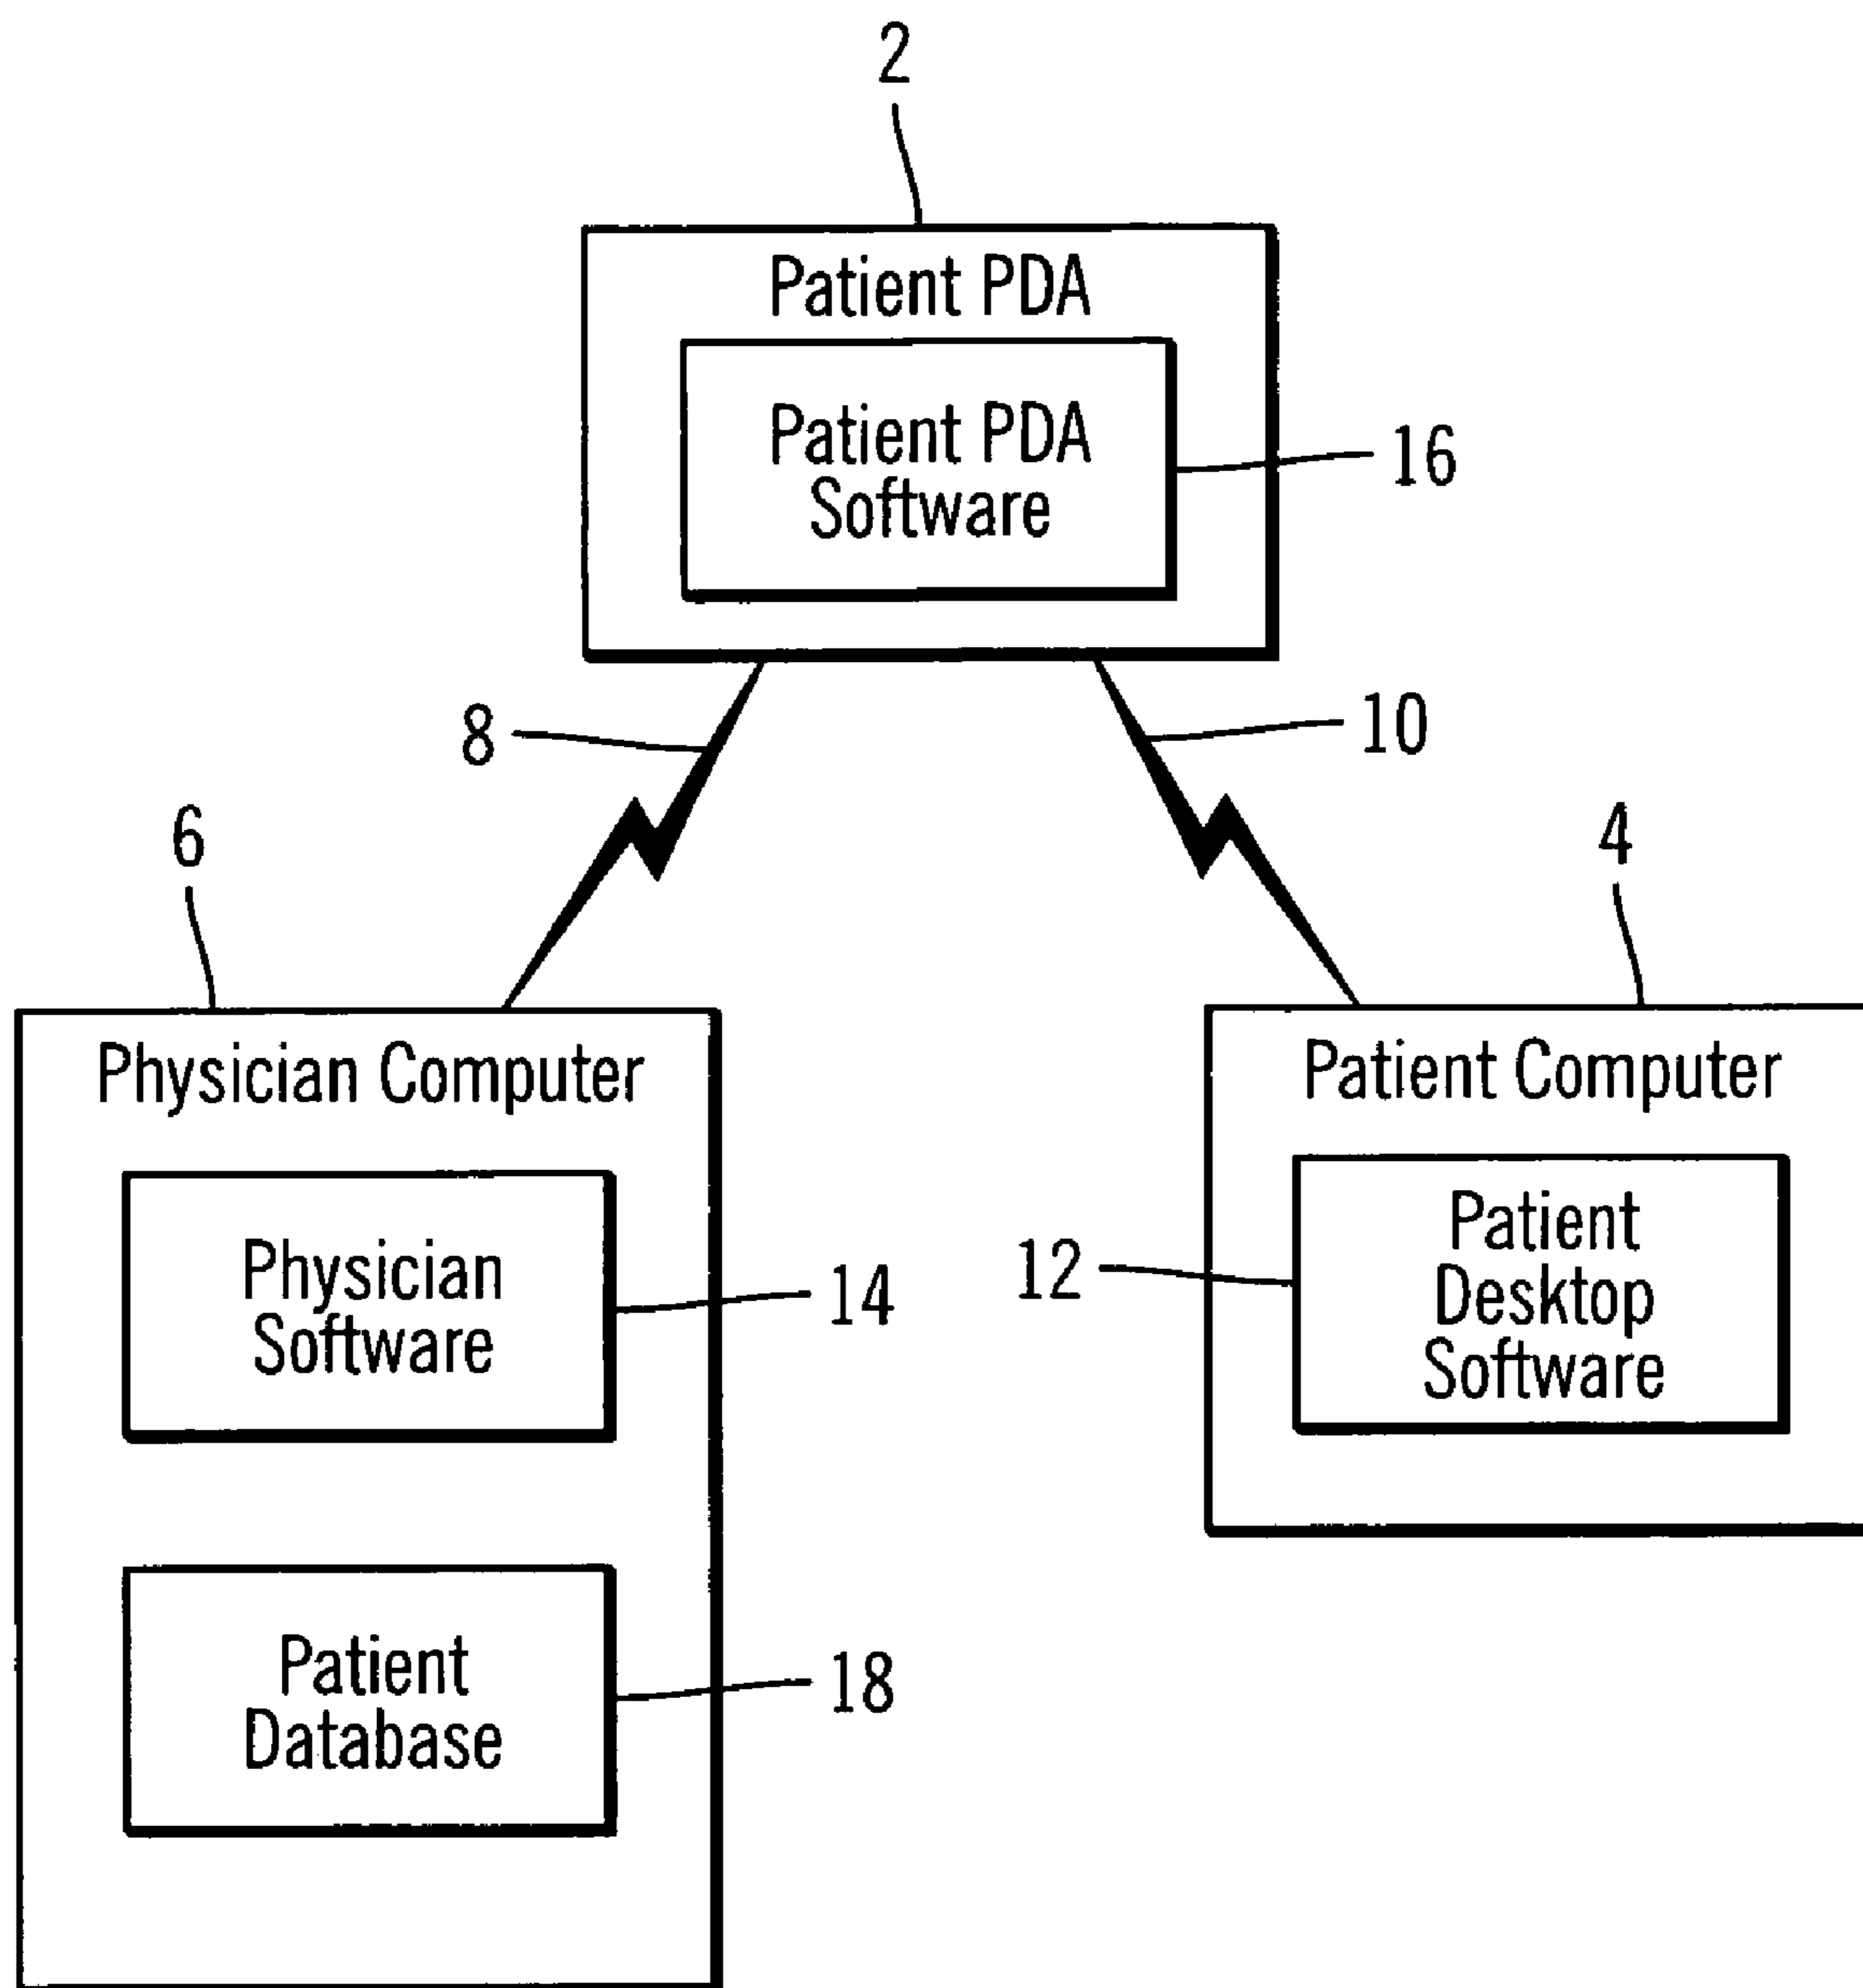 2
Patient PDA
Patient PDA
Software
16
8
10
6
4
Physician Computer
Physician
Software
14
Patient
Database
18
Patient Computer
12
Patient
Desktop
Software